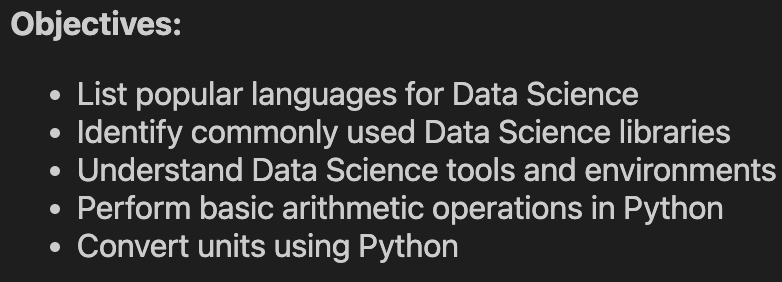 Objectives:
• List popular languages for Data Science
• Identify commonly used Data Science libraries
• Understand Data Science tools and environments
• Perform basic arithmetic operations in Python
• Convert units using Python